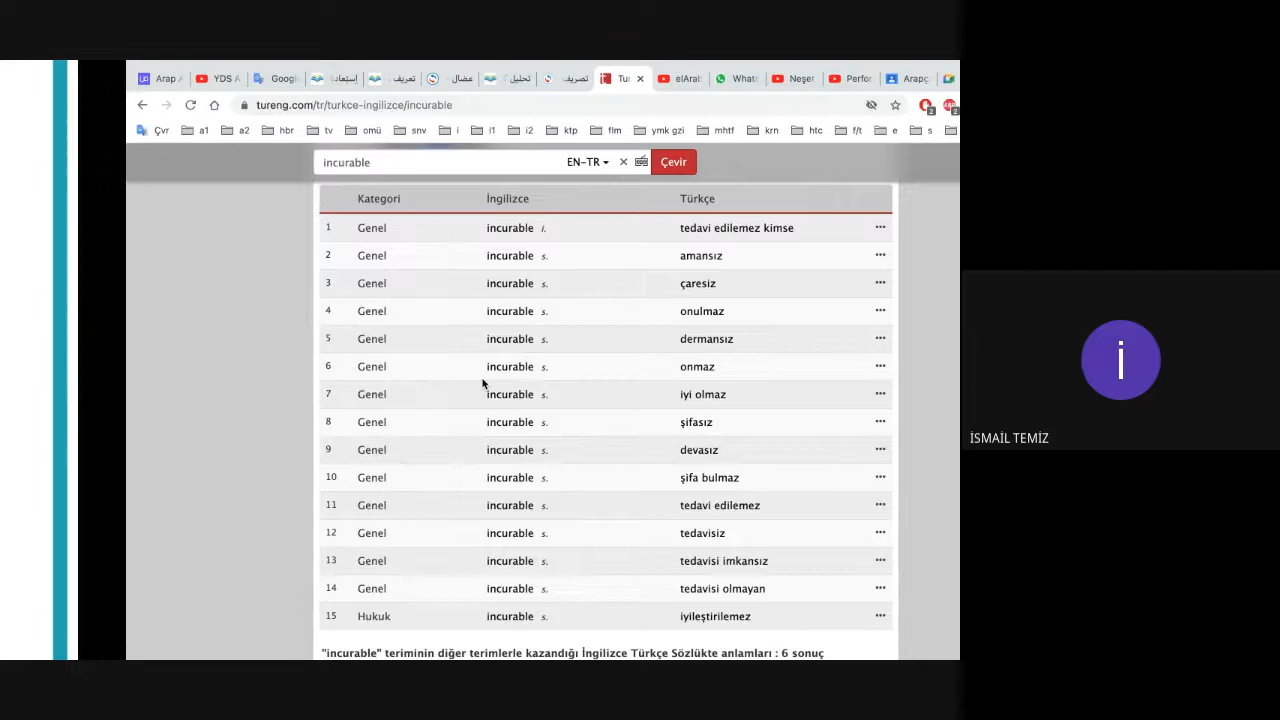 Arap A YDS A Googl إستعادة تعريف عضال تحليل تصريف Tur elArab Whats Neşet Perfor Arapça
tureng.com/tr/turkce-ingilizce/incurable
Çvr a1 a2 hbr tv omü snv i i1 i2 ktp flm ymk gzi mhtf krn htc f/t e s
incurable EN-TR Çevir
Kategori İngilizce Türkçe
1 Genel incurable i. tedavi edilemez kimse
2 Genel incurable s. amansız
3 Genel incurable s. çaresiz
4 Genel incurable s. onulmaz
5 Genel incurable s. dermansız
6 Genel incurable s. onmaz
7 Genel incurable s. iyi olmaz
8 Genel incurable s. şifasız
9 Genel incurable s. devasız
10 Genel incurable s. şifa bulmaz
11 Genel incurable s. tedavi edilemez
12 Genel incurable s. tedavisiz
13 Genel incurable s. tedavisi imkansız
14 Genel incurable s. tedavisi olmayan
15 Hukuk incurable s. iyileştirilemez
"incurable" teriminin diğer terimlerle kazandığı İngilizce Türkçe Sözlükte anlamları : 6 sonuç
i
İSMAİL TEMİZ